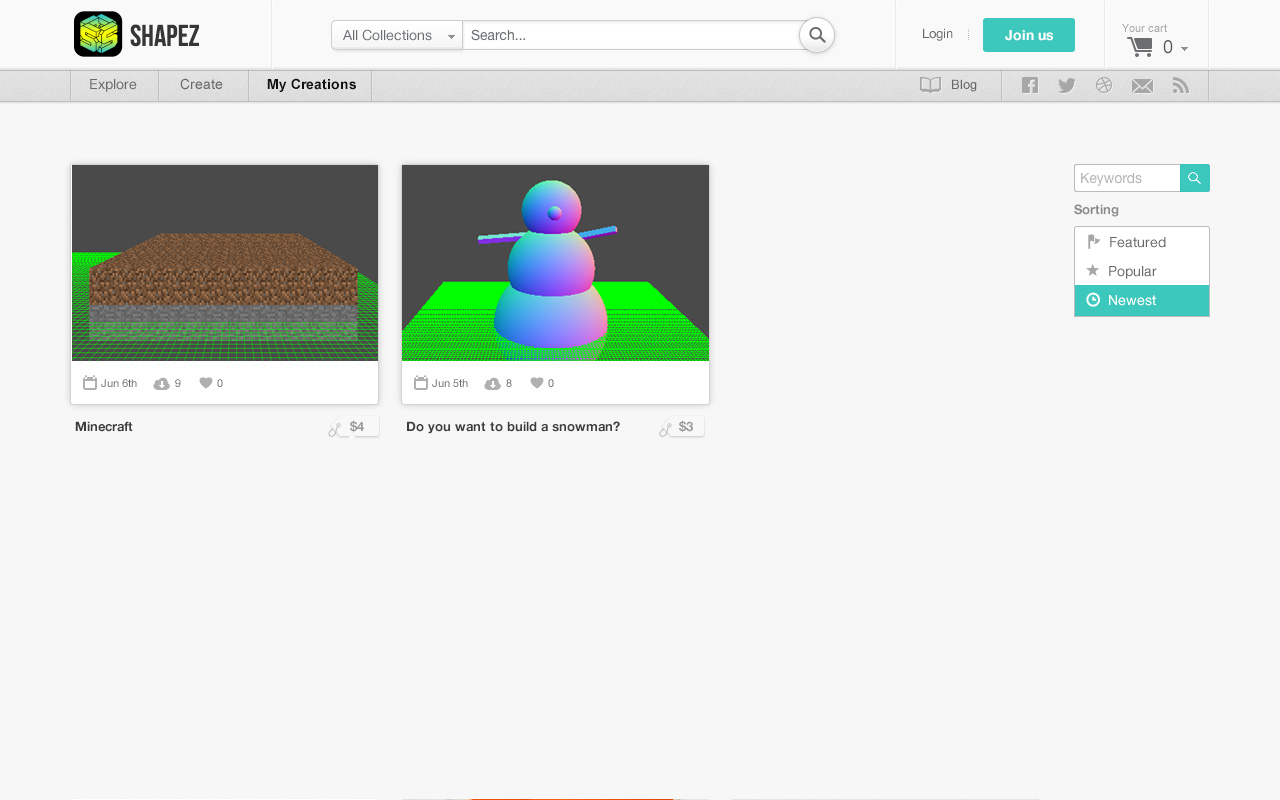 SHAPEZ
All Collections
Search...
Login
Join us
Your cart
0
Explore
Create
My Creations
Blog
Jun 6th
9
0
Minecraft
$4
Jun 5th
8
0
Do you want to build a snowman?
$3
Keywords
Sorting
Featured
Popular
Newest